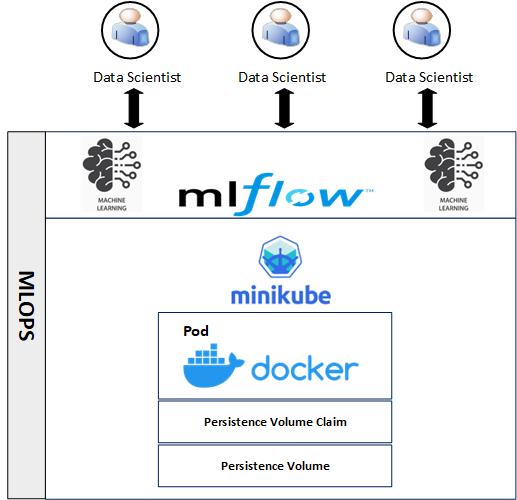 Data Scientist
Data Scientist
Data Scientist
MLOPS
MACHINE
LEARNING
mlflow™
MACHINE
LEARNING
minikube
Pod
docker
Persistence Volume Claim
Persistence Volume